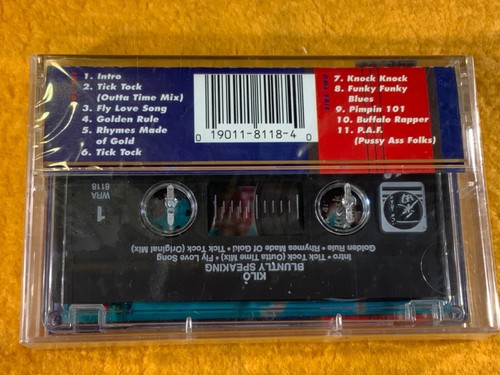 1. Intro
2. Tick Tock
(Outta Time Mix)
3. Fly Love Song
4. Golden Rule
5. Rhymes Made
of Gold
6. Tick Tock
0 19011-8118-4 0
7. Knock Knock
8. Funky Funky
Blues
9. Pimpin 101
10. Buffalo Rapper
11. P.A.F.
(Pussy Ass Folks)
WRA
8118
1
KILO
BLUNTLY SPEAKING
Intro • Tick Tock (Outta Time Mix) • Fly Love Song
Golden Rule • Rhymes Made Of Gold • Tick Tock (Original Mix)